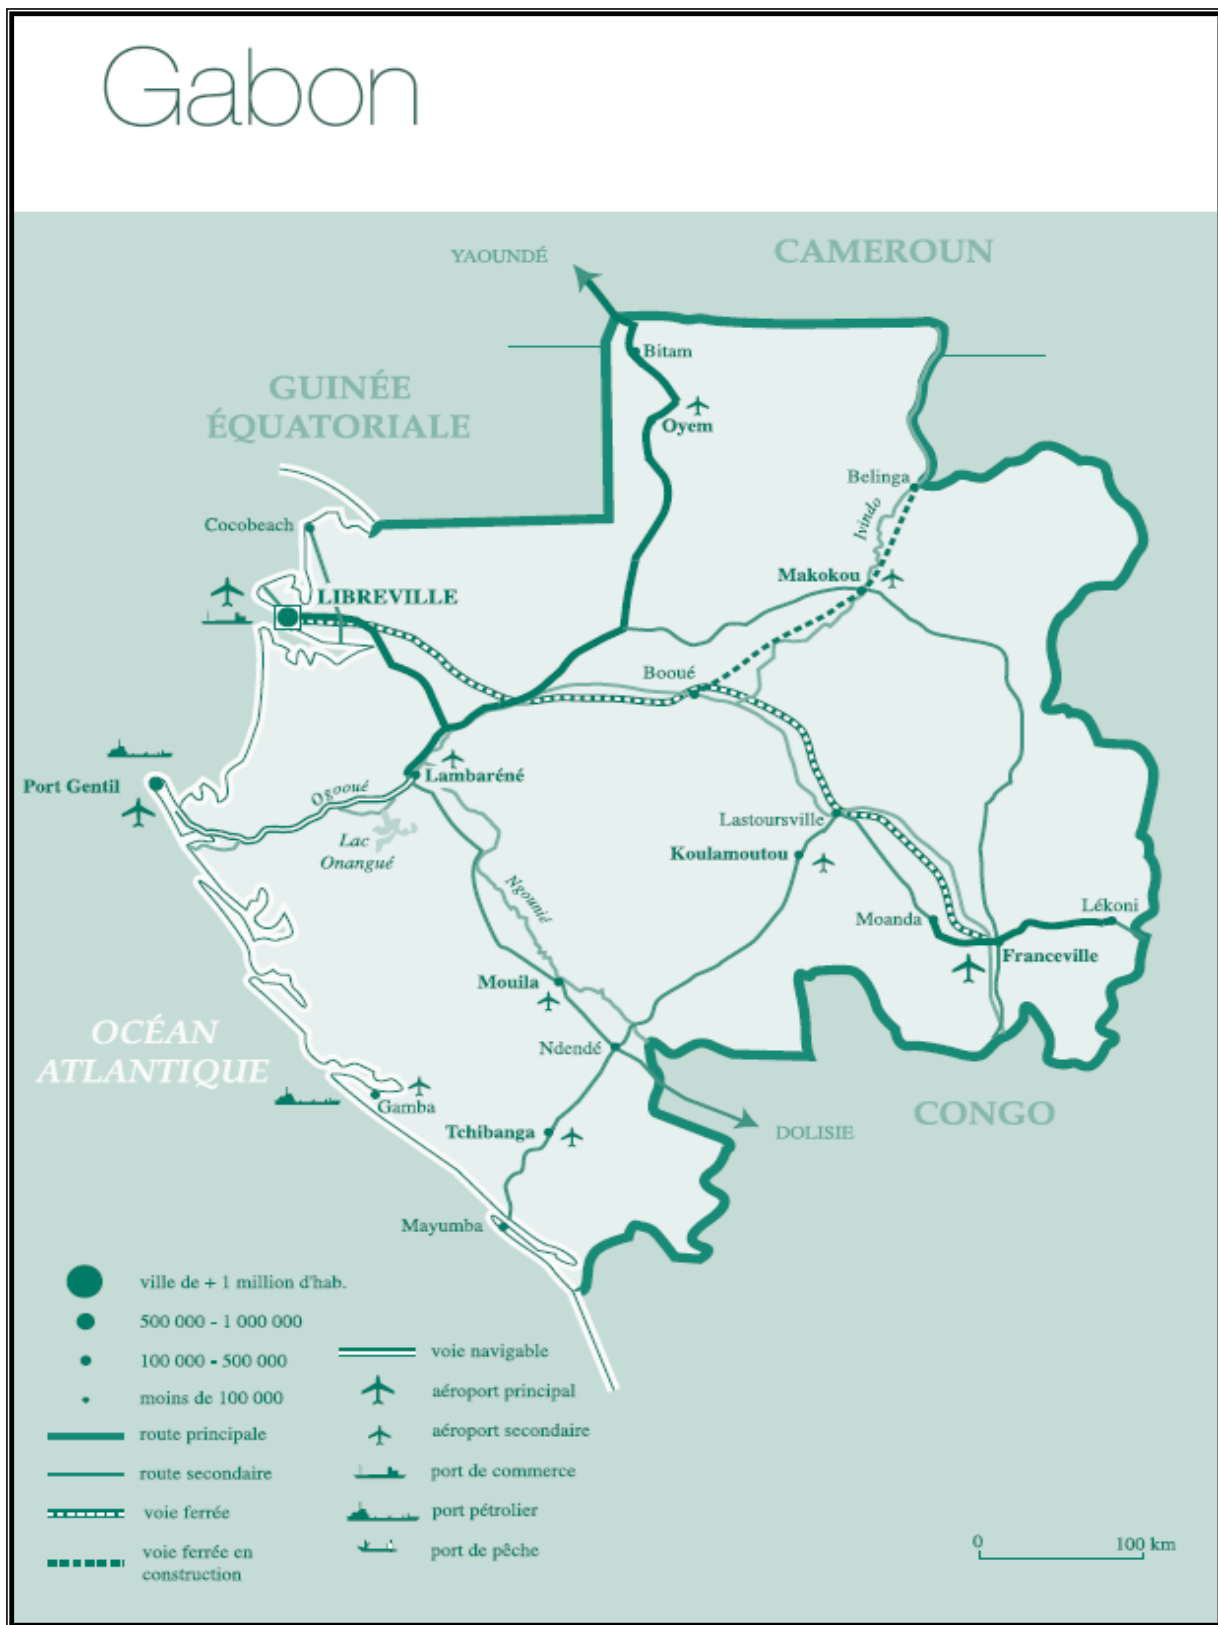 Gabon
YAOUNDÉ
CAMEROUN
Bitam
GUINÉE
ÉQUATORIALE
Oyem
Belinga
Ivindo
Cocobeach
Makokou
LIBREVILLE
Booué
Port Gentil
Lambaréné
Ogooué
Lac
Onangué
Lastoursville
Koulamoutou
Ngounié
Moanda
Lékoni
Franceville
Mouila
OCÉAN
ATLANTIQUE
Ndendé
Gamba
CONGO
Tchibanga
DOLISIE
Mayumba
ville de + 1 million d'hab.
500 000 - 1 000 000
100 000 - 500 000
moins de 100 000
route principale
route secondaire
voie ferrée
voie ferrée en
construction
voie navigable
aéroport principal
aéroport secondaire
port de commerce
port pétrolier
port de pêche
0 100 km